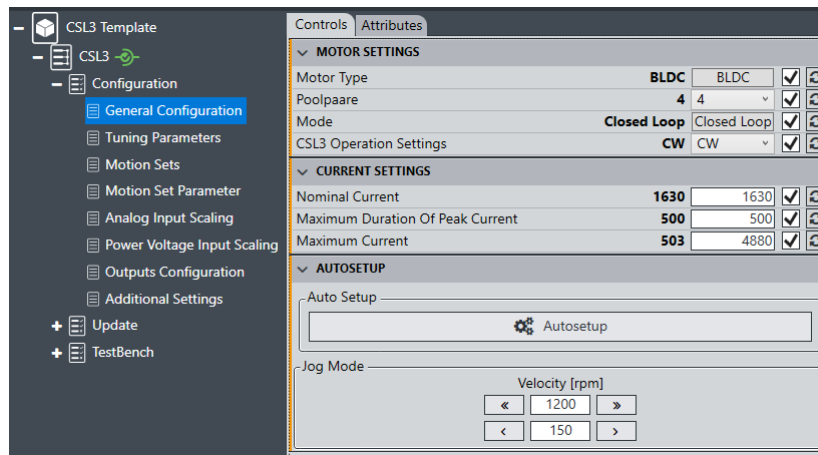 CSL3 Template
CSL3
Configuration
General Configuration
Tuning Parameters
Motion Sets
Motion Set Parameter
Analog Input Scaling
Power Voltage Input Scaling
Outputs Configuration
Additional Settings
Update
TestBench
Controls Attributes
MOTOR SETTINGS
Motor Type BLDC BLDC
Poolpaare 4 4
Mode Closed Loop Closed Loop
CSL3 Operation Settings CW CW
CURRENT SETTINGS
Nominal Current 1630 1630
Maximum Duration Of Peak Current 500 500
Maximum Current 503 4880
AUTOSETUP
Auto Setup
Autosetup
Jog Mode
Velocity [rpm]
« 1200 »
‹ 150 ›